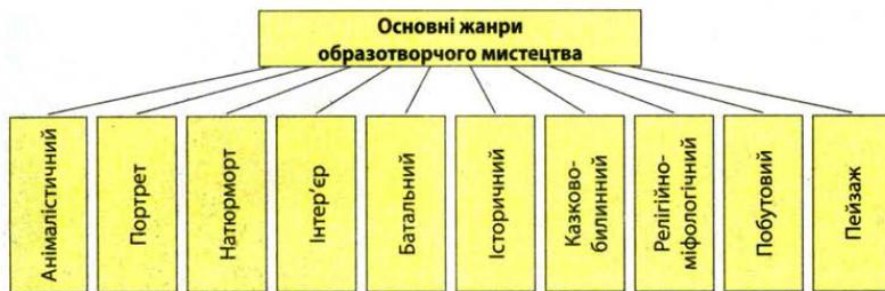 Основні жанри
образотворчого мистецтва
Анімалістичний
Портрет
Натюрморт
Інтер'єр
Батальний
Історичний
Казково-
билинний
Релігійно-
міфологічний
Побутовий
Пейзаж